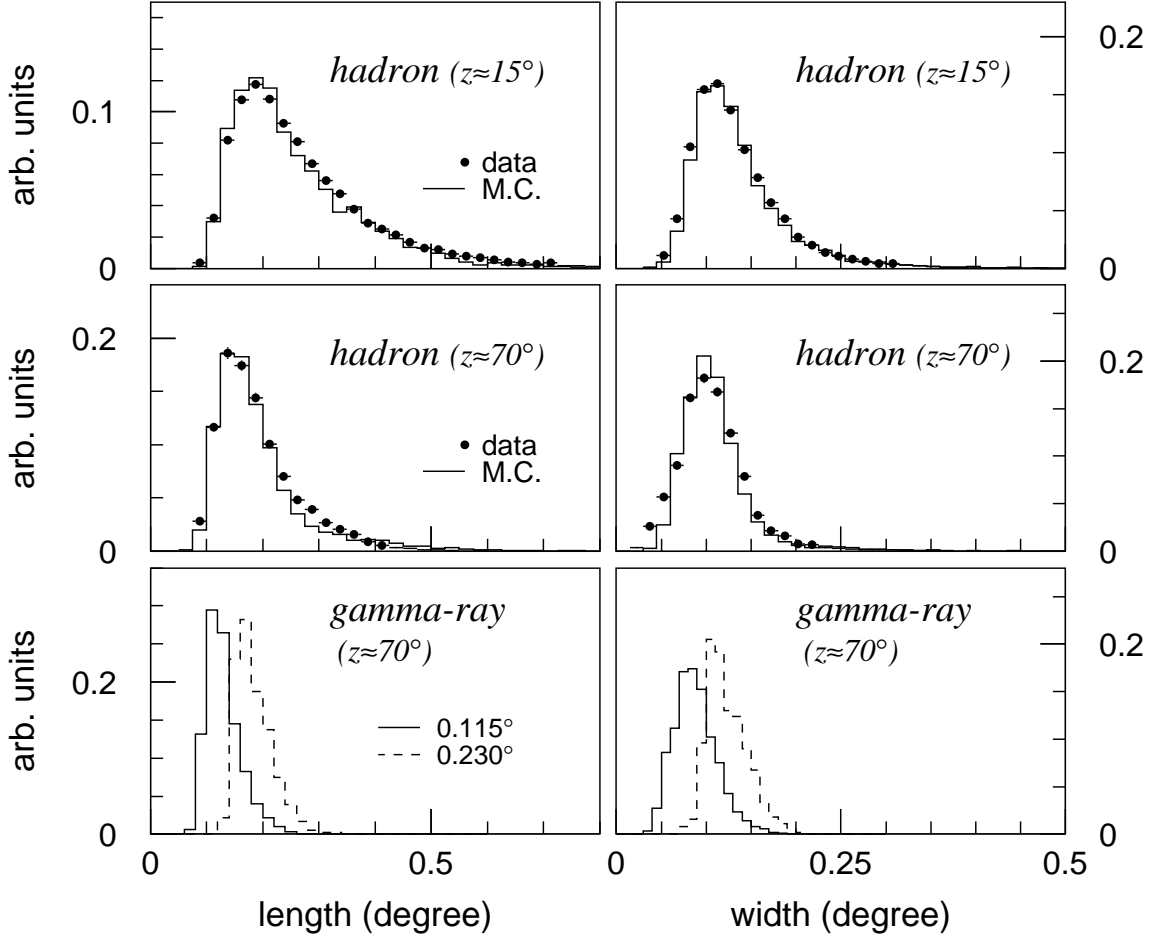 hadron (z≈15°)
hadron (z≈15°)
0.2
0.1
0
0
arb. units
data
M.C.
hadron (z≈70°)
hadron (z≈70°)
0.2
0.2
0
0
arb. units
data
M.C.
gamma-ray
(z≈70°)
gamma-ray
(z≈70°)
0.2
0.2
0
0
arb. units
0.115°
0.230°
0
0.5
0
0.25
0.5
length (degree)
width (degree)